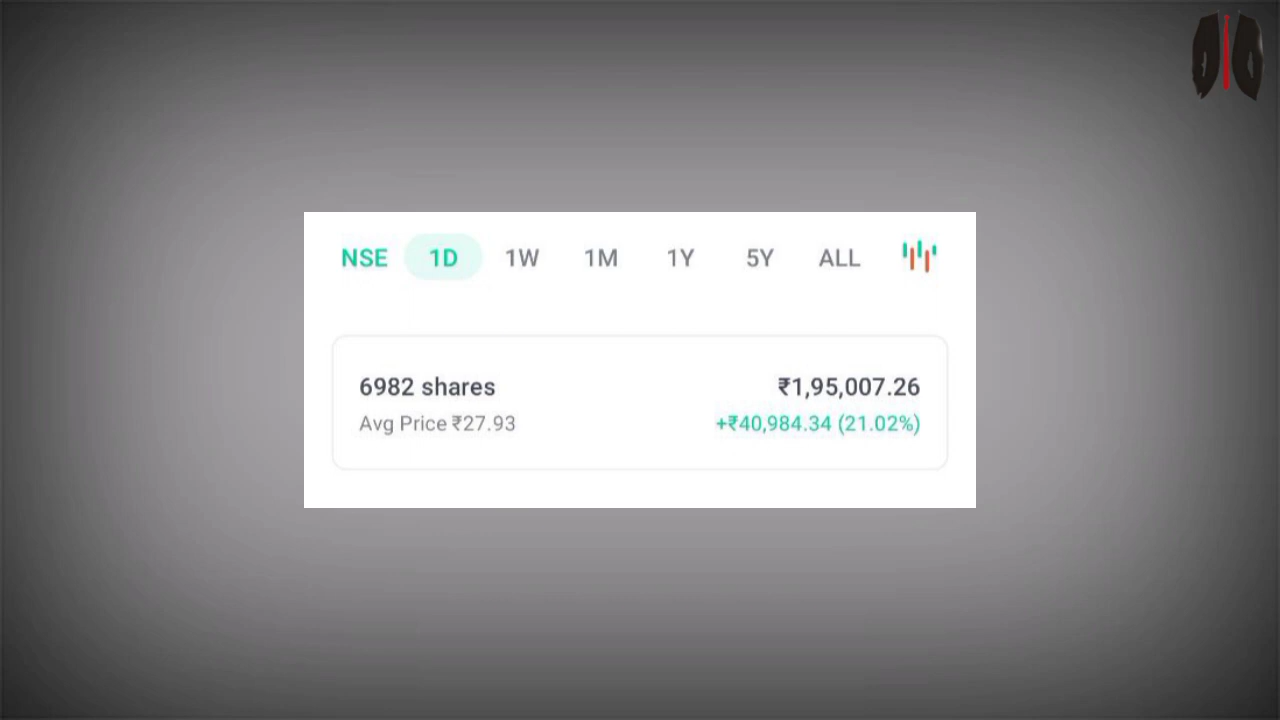 NSE 1D 1W 1M 1Y 5Y ALL
6982 shares ₹1,95,007.26
Avg Price ₹27.93 +₹40,984.34 (21.02%)